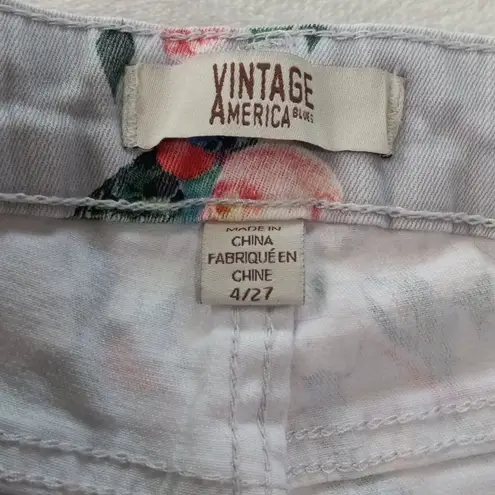 VINTAGE
AMERICA BLUES
MADE IN
CHINA
FABRIQUÉ EN
CHINE
4/27